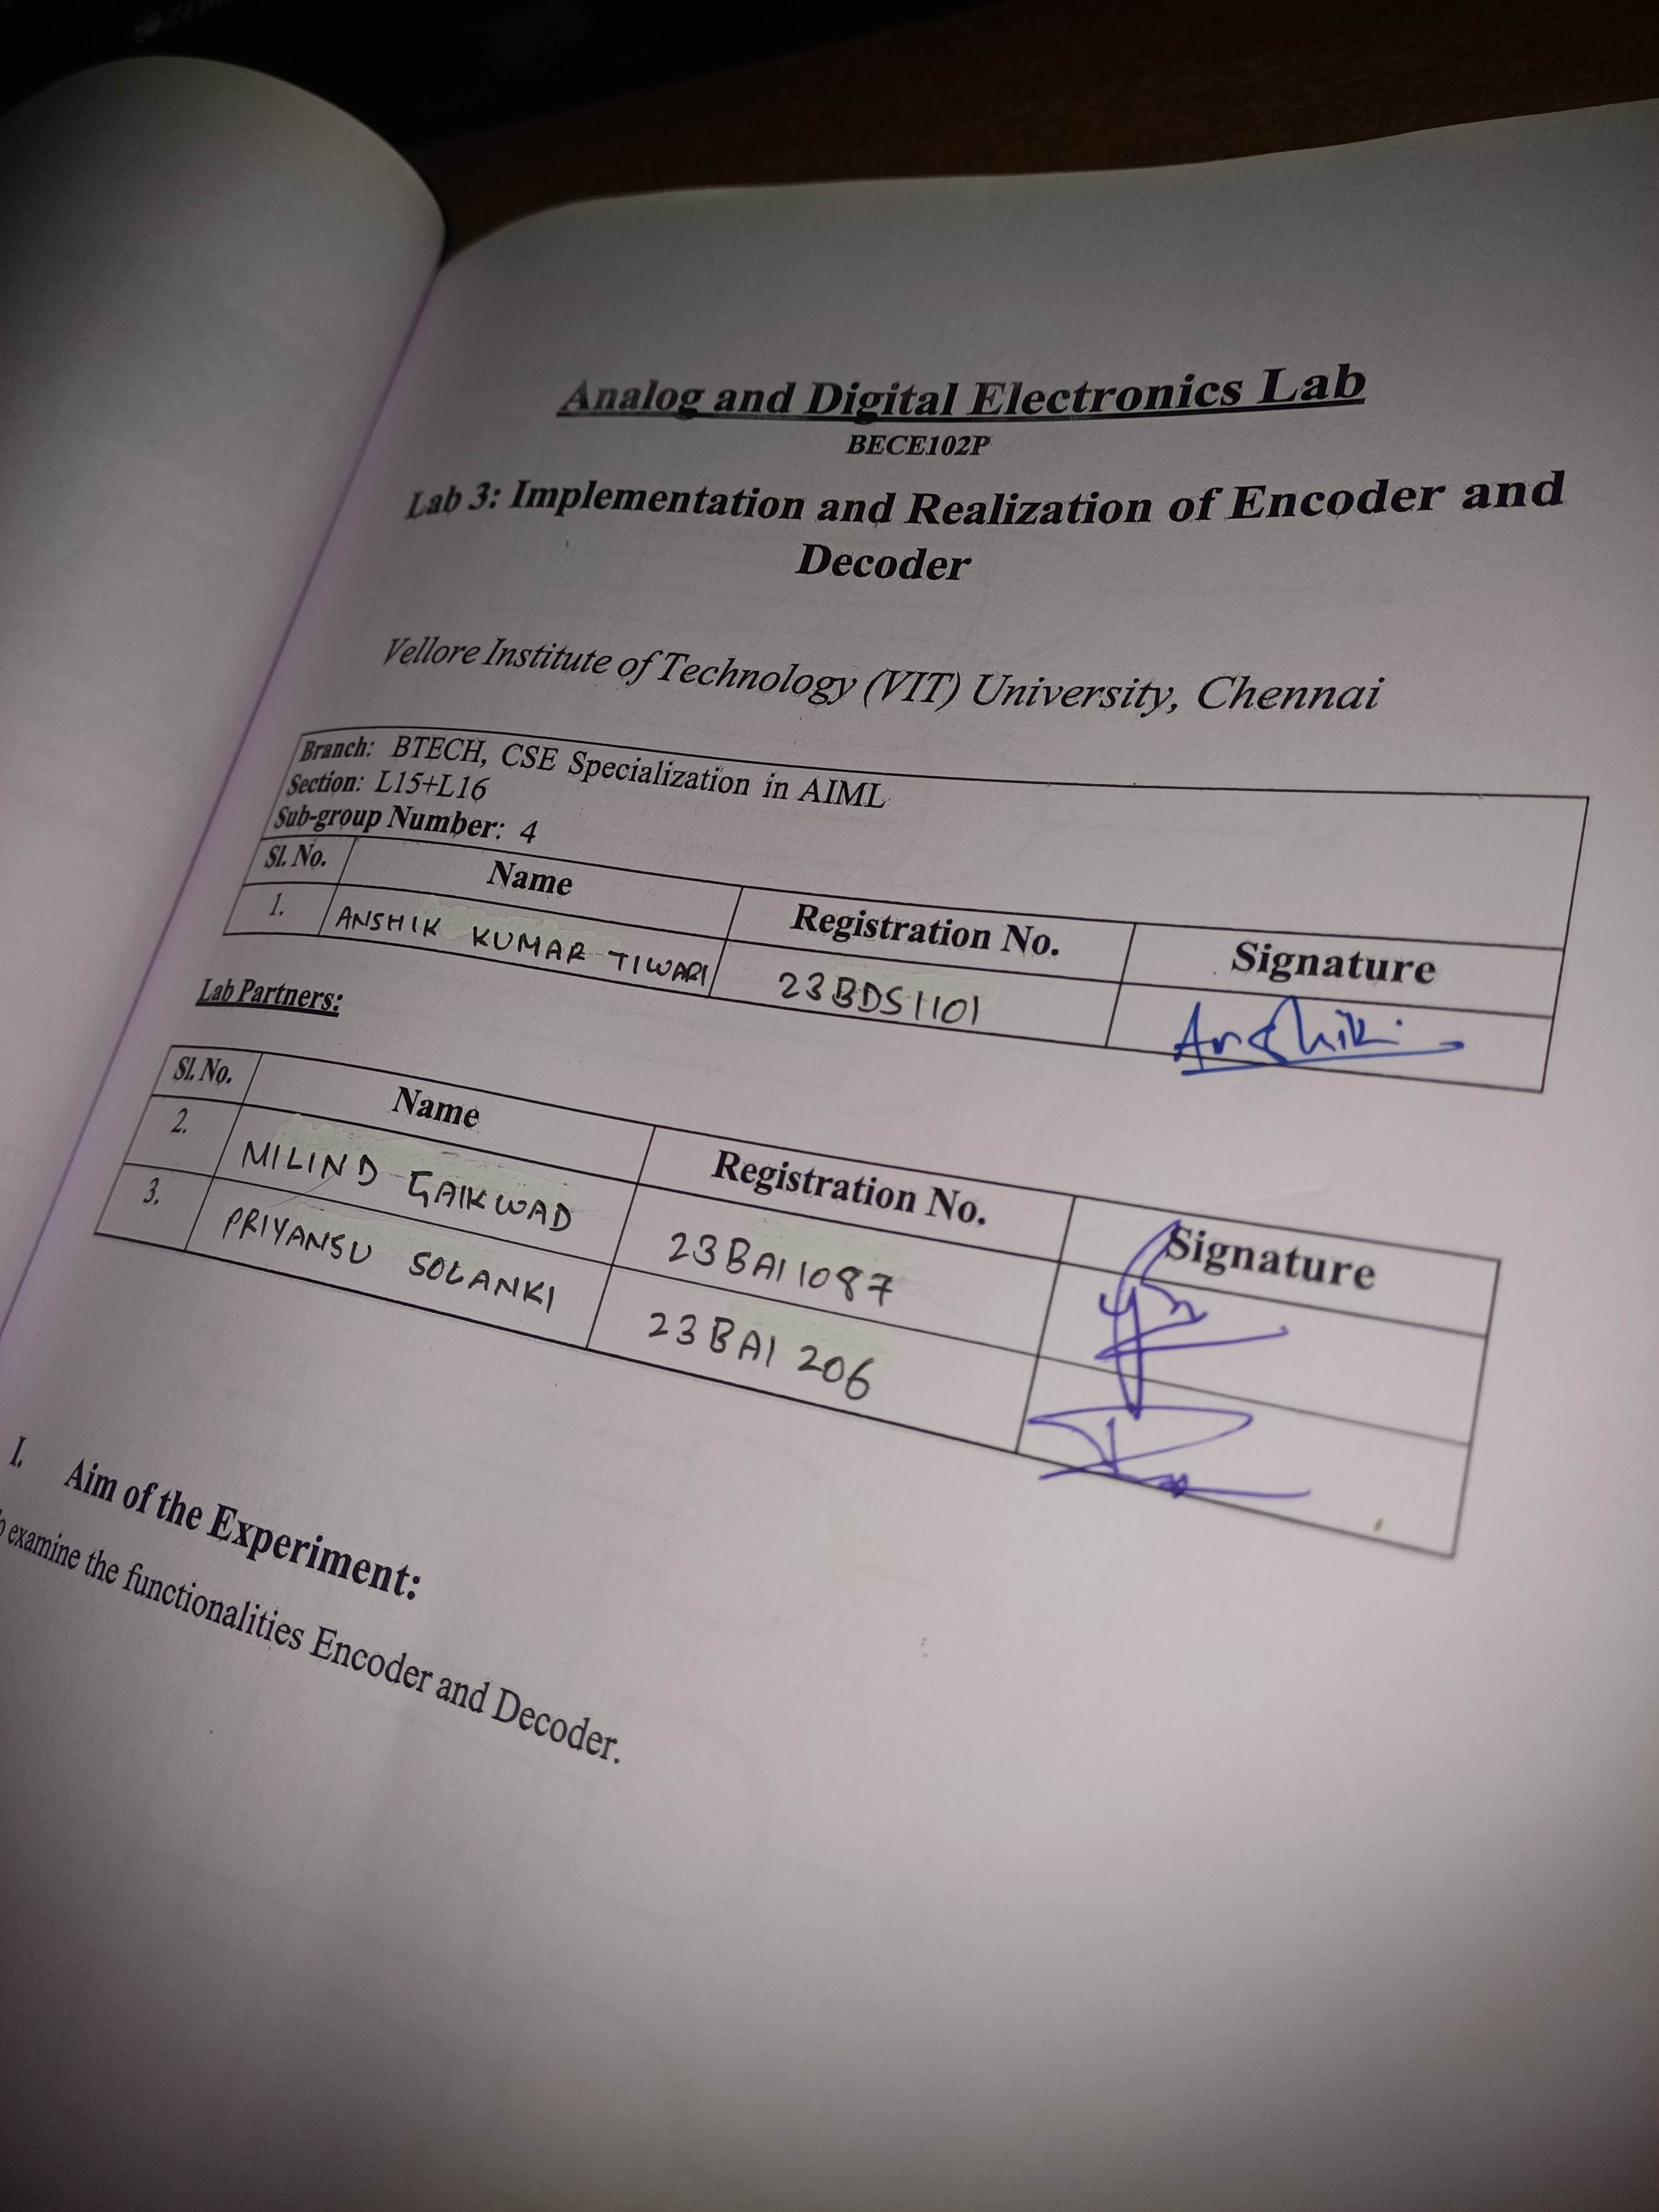 Analog and Digital Electronics Lab
BECE102P
Lab 3: Implementation and Realization of Encoder and
Decoder
Vellore Institute of Technology (VIT) University, Chennai
Branch: BTECH, CSE Specialization in AIML
Section: L15+L16
Sub-group Number: 4
Sl. No. Name Registration No. Signature
1. ANSHIK KUMAR TIWARI 23BDS1101 Anshik
Lab Partners:
Sl. No. Name Registration No. Signature
2. MILIND GAIKWAD 23BAI1087
3. PRIYANSU SOLANKI 23BAI 206
I. Aim of the Experiment:
examine the functionalities Encoder and Decoder.